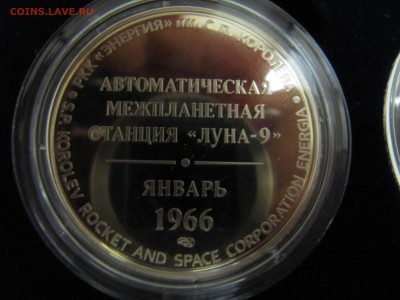 COINS.LAVE.RU
РКК «ЭНЕРГИЯ» ИМ. С.П. КОРОЛЕВА
АВТОМАТИЧЕСКАЯ
МЕЖПЛАНЕТНАЯ
СТАНЦИЯ «ЛУНА-9»
ЯНВАРЬ
1966
S.P. KOROLEV ROCKET AND SPACE CORPORATION ENERGIA